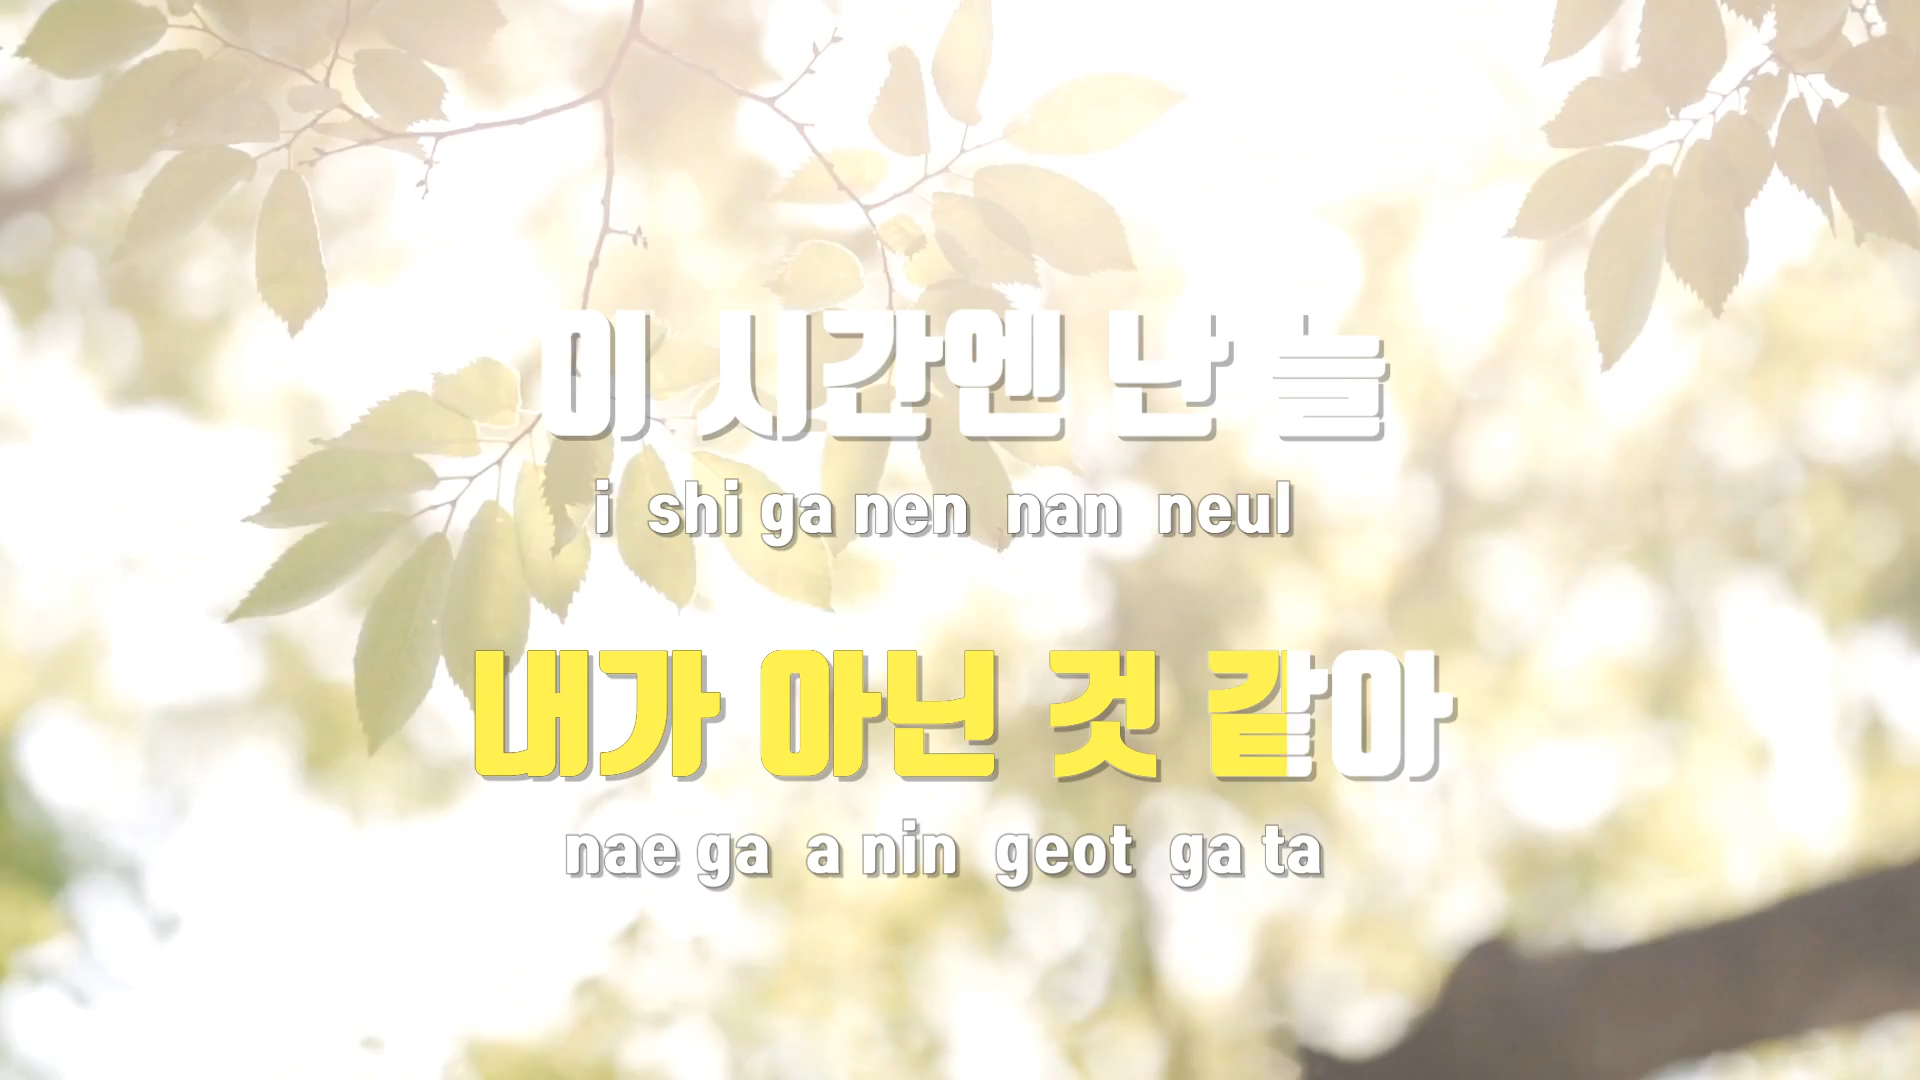 이 시간엔 난 늘
i shi ga nen nan neul
내가 아닌 것 같아
nae ga a nin geot ga ta